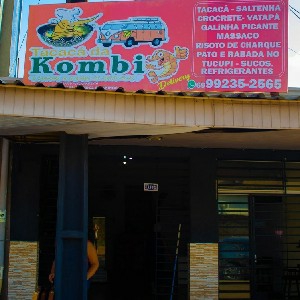 Tacacá da
Kombi
Delivery
TACACÁ - SALTENHA
CROCRETE - VATAPÁ
GALINHA PICANTE
MASSACO
RISOTO DE CHARQUE
PATO E RABADA NO
TUCUPI - SUCOS.
REFRIGERANTES
99235-2565